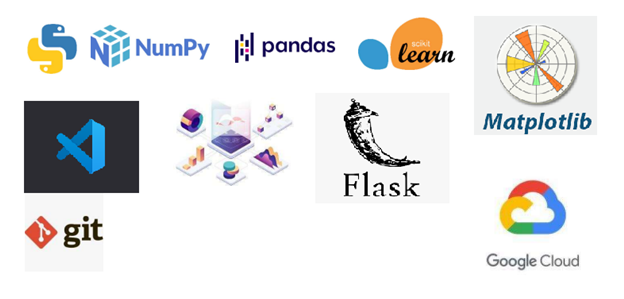 NumPy
pandas
scikit
learn
Matplotlib
Flask
git
Google Cloud